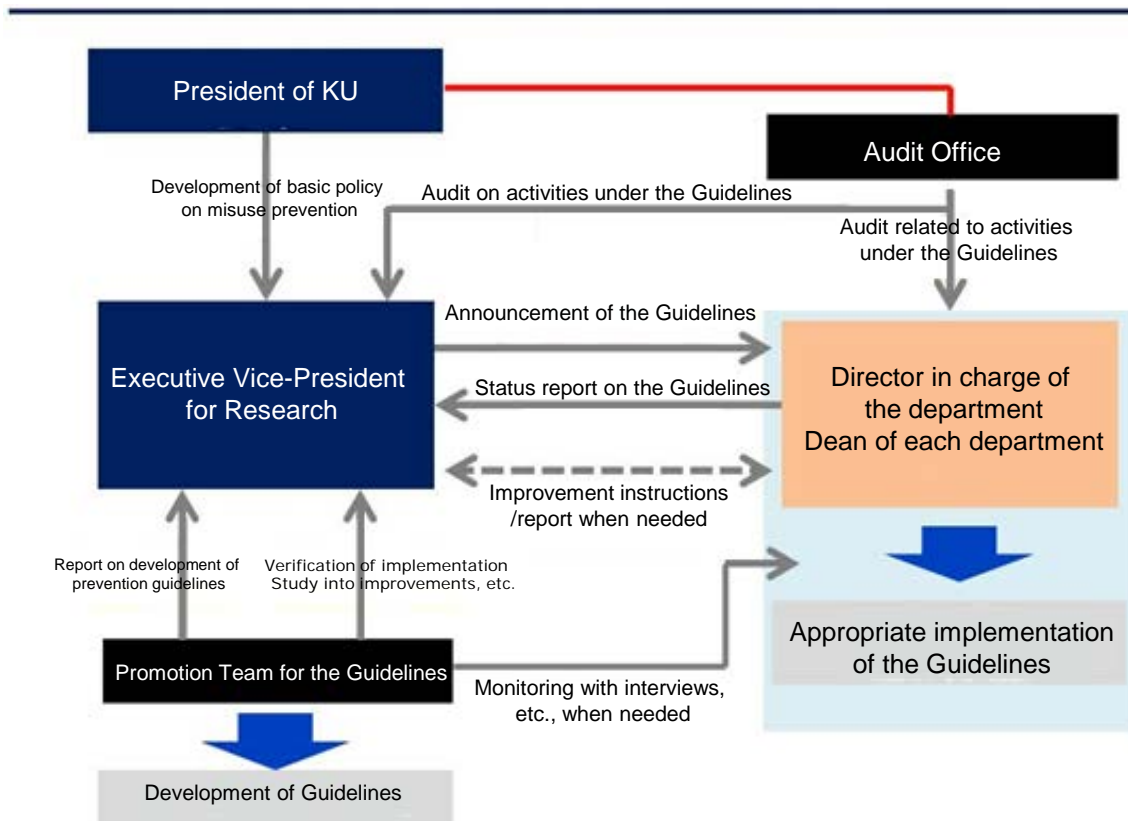 President of KU
Audit Office
Development of basic policy
on misuse prevention
Audit on activities under the Guidelines
Audit related to activities
under the Guidelines
Announcement of the Guidelines
Executive Vice-President
for Research
Status report on the Guidelines
Director in charge of
the department
Dean of each department
Improvement instructions
/report when needed
Report on development of
prevention guidelines
Verification of implementation
Study into improvements, etc.
Appropriate implementation
of the Guidelines
Promotion Team for the Guidelines
Monitoring with interviews,
etc., when needed
Development of Guidelines